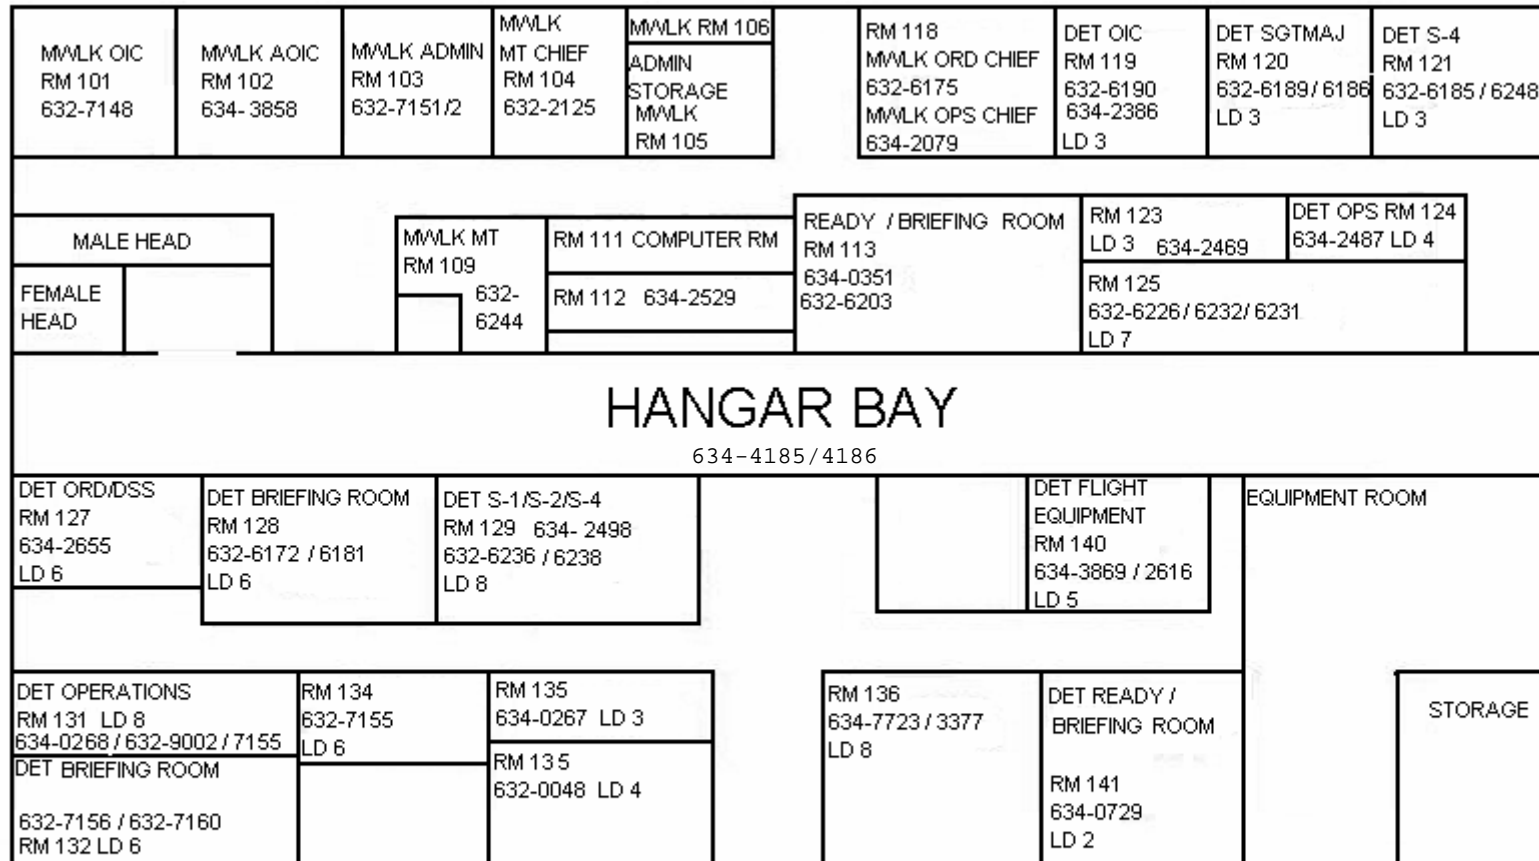 MWLK OIC
RM 101
632-7148
MWLK AOIC
RM 102
634- 3858
MWLK ADMIN
RM 103
632-7151/2
MWLK
MT CHIEF
RM 104
632-2125
MWLK RM 106
ADMIN
STORAGE
MWLK
RM 105
RM 118
MWLK ORD CHIEF
632-6175
MWLK OPS CHIEF
634-2079
DET OIC
RM 119
632-6190
634-2386
LD 3
DET SGTMAJ
RM 120
632-6189/ 6186
LD 3
DET S-4
RM 121
632-6185 / 6248
LD 3
MALE HEAD
FEMALE
HEAD
MWLK MT
RM 109
632-
6244
RM 111 COMPUTER RM
RM 112 634-2529
READY / BRIEFING ROOM
RM 113
634-0351
632-6203
RM 123
LD 3 634-2469
DET OPS RM 124
634-2487 LD 4
RM 125
632-6226 / 6232/ 6231
LD 7
HANGAR BAY
634-4185/4186
DET ORD/DSS
RM 127
634-2655
LD 6
DET BRIEFING ROOM
RM 128
632-6172 / 6181
LD 6
DET S-1/S-2/S-4
RM 129 634- 2498
632-6236 / 6238
LD 8
DET FLIGHT
EQUIPMENT
RM 140
634-3869 / 2616
LD 5
EQUIPMENT ROOM
DET OPERATIONS
RM 131 LD 8
634-0268 / 632-9002 / 7155
DET BRIEFING ROOM
632-7156 / 632-7160
RM 132 LD 6
RM 134
632-7155
LD 6
RM 135
634-0267 LD 3
RM 135
632-0048 LD 4
RM 136
634-7723 / 3377
LD 8
DET READY /
BRIEFING ROOM
RM 141
634-0729
LD 2
STORAGE